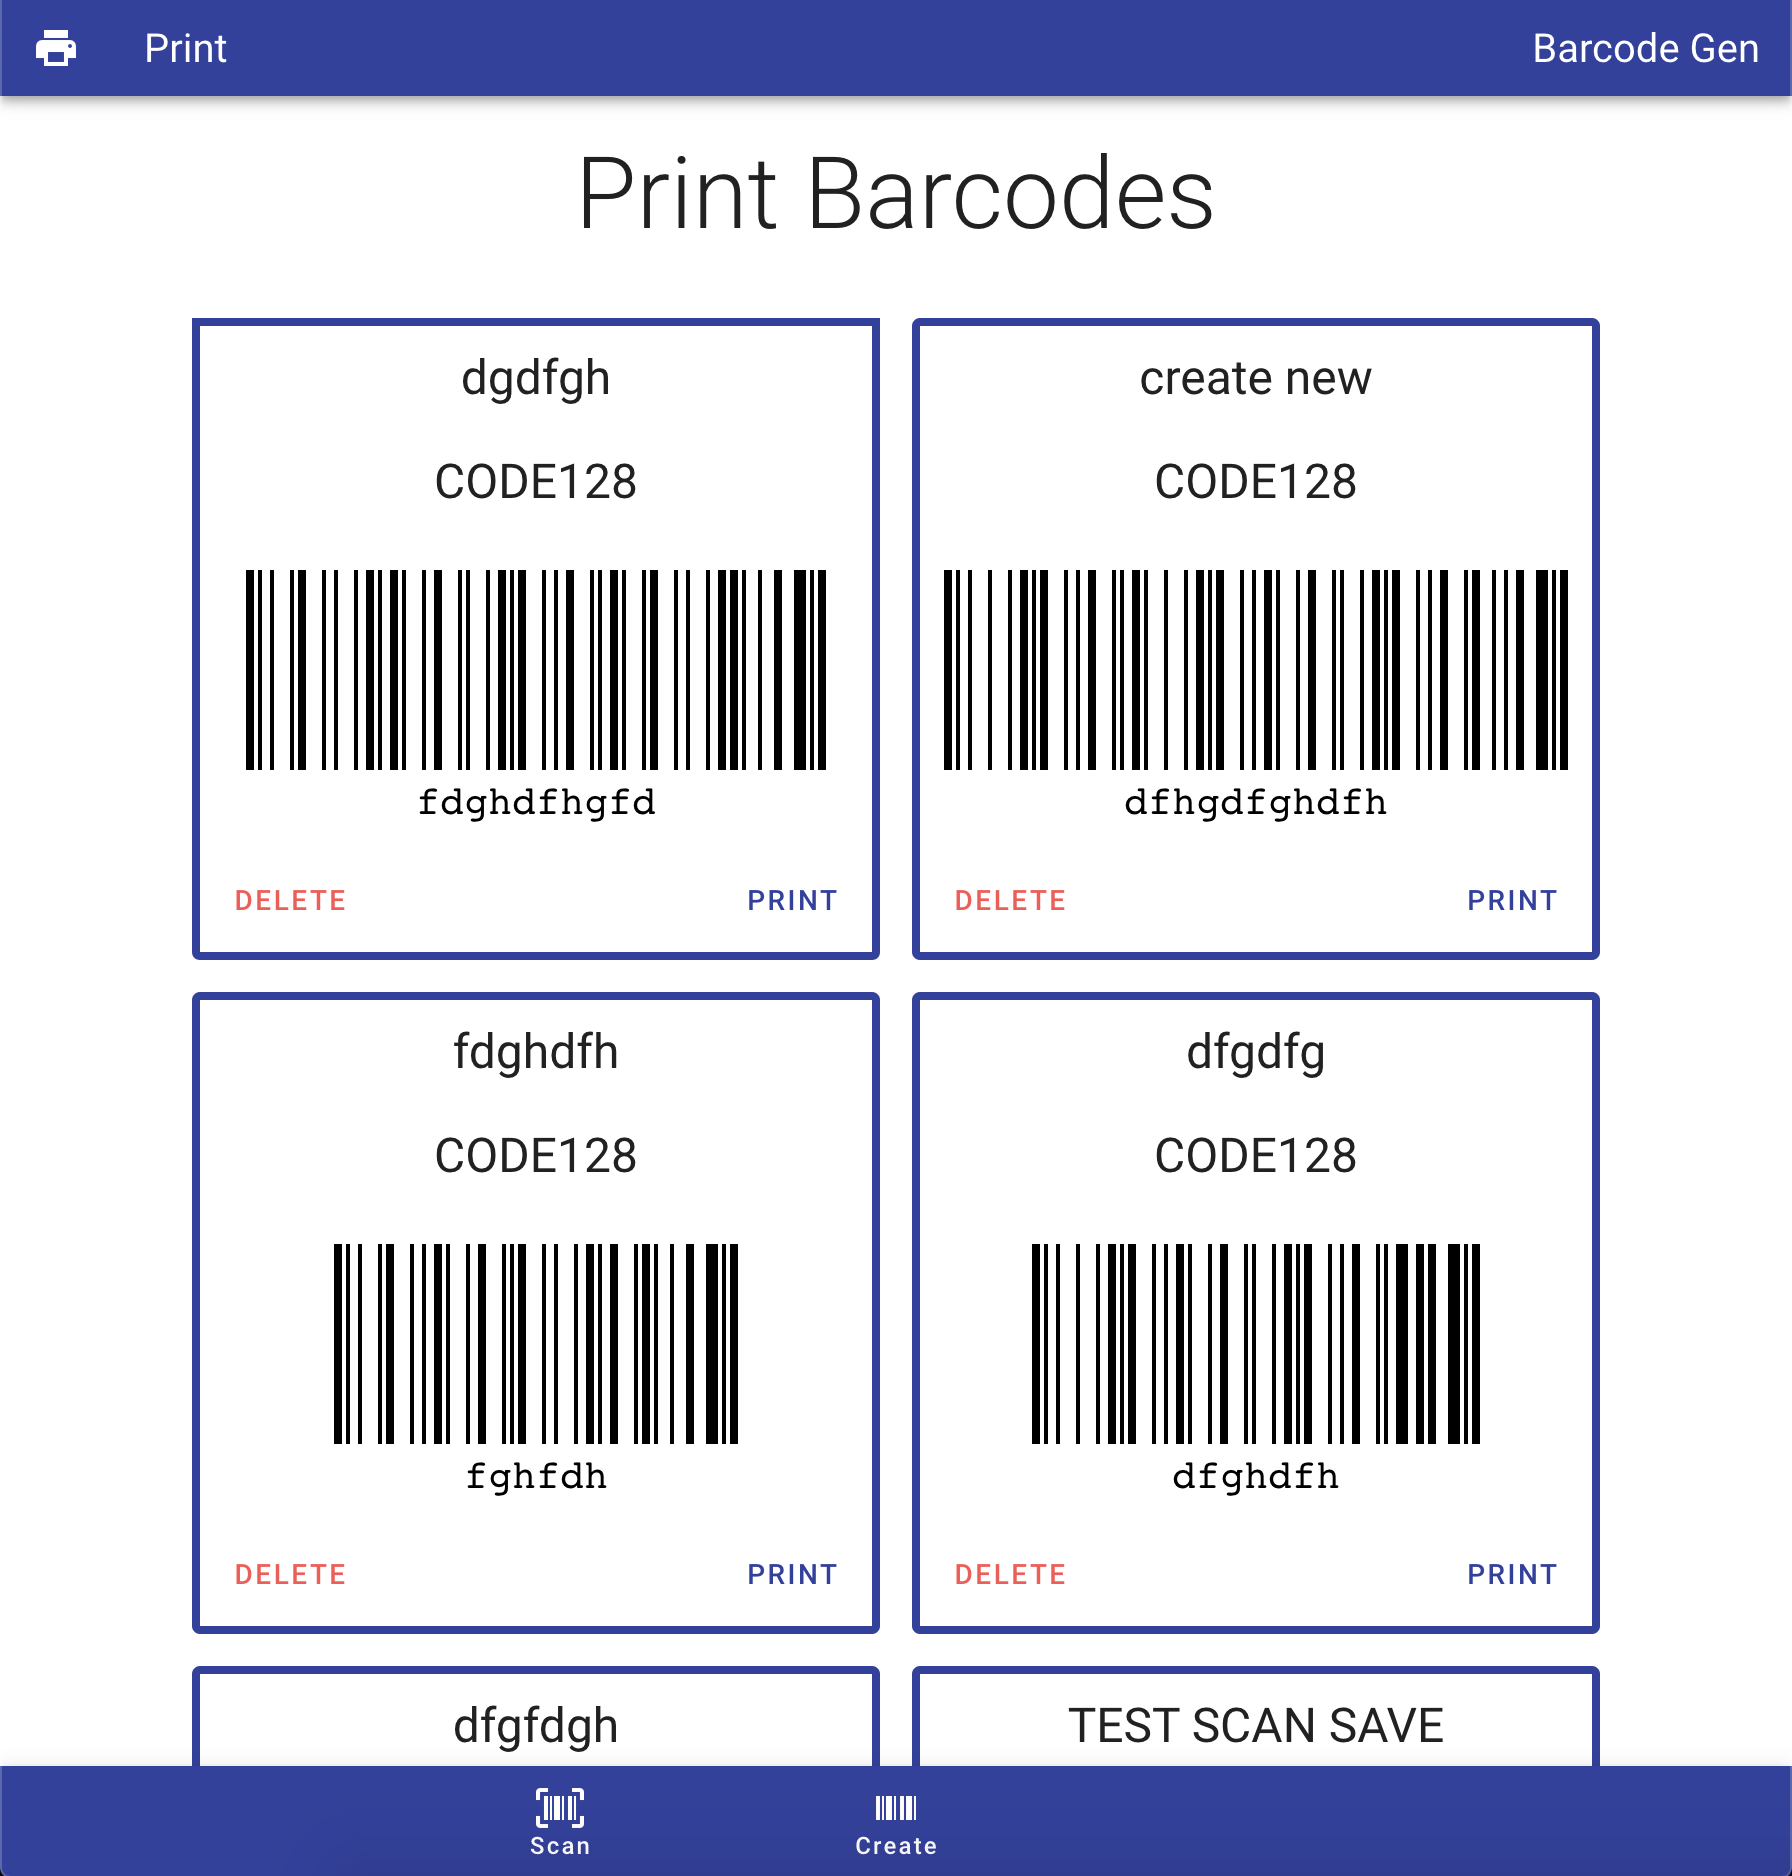 Print
Barcode Gen
Print Barcodes
dgdfgh
CODE128
fdghdfhgfd
DELETE
PRINT
create new
CODE128
dfhgdfghdfh
DELETE
PRINT
fdghdfh
CODE128
fghfdh
DELETE
PRINT
dfgdfg
CODE128
dfghdfh
DELETE
PRINT
dfgfdgh
TEST SCAN SAVE
Scan
Create